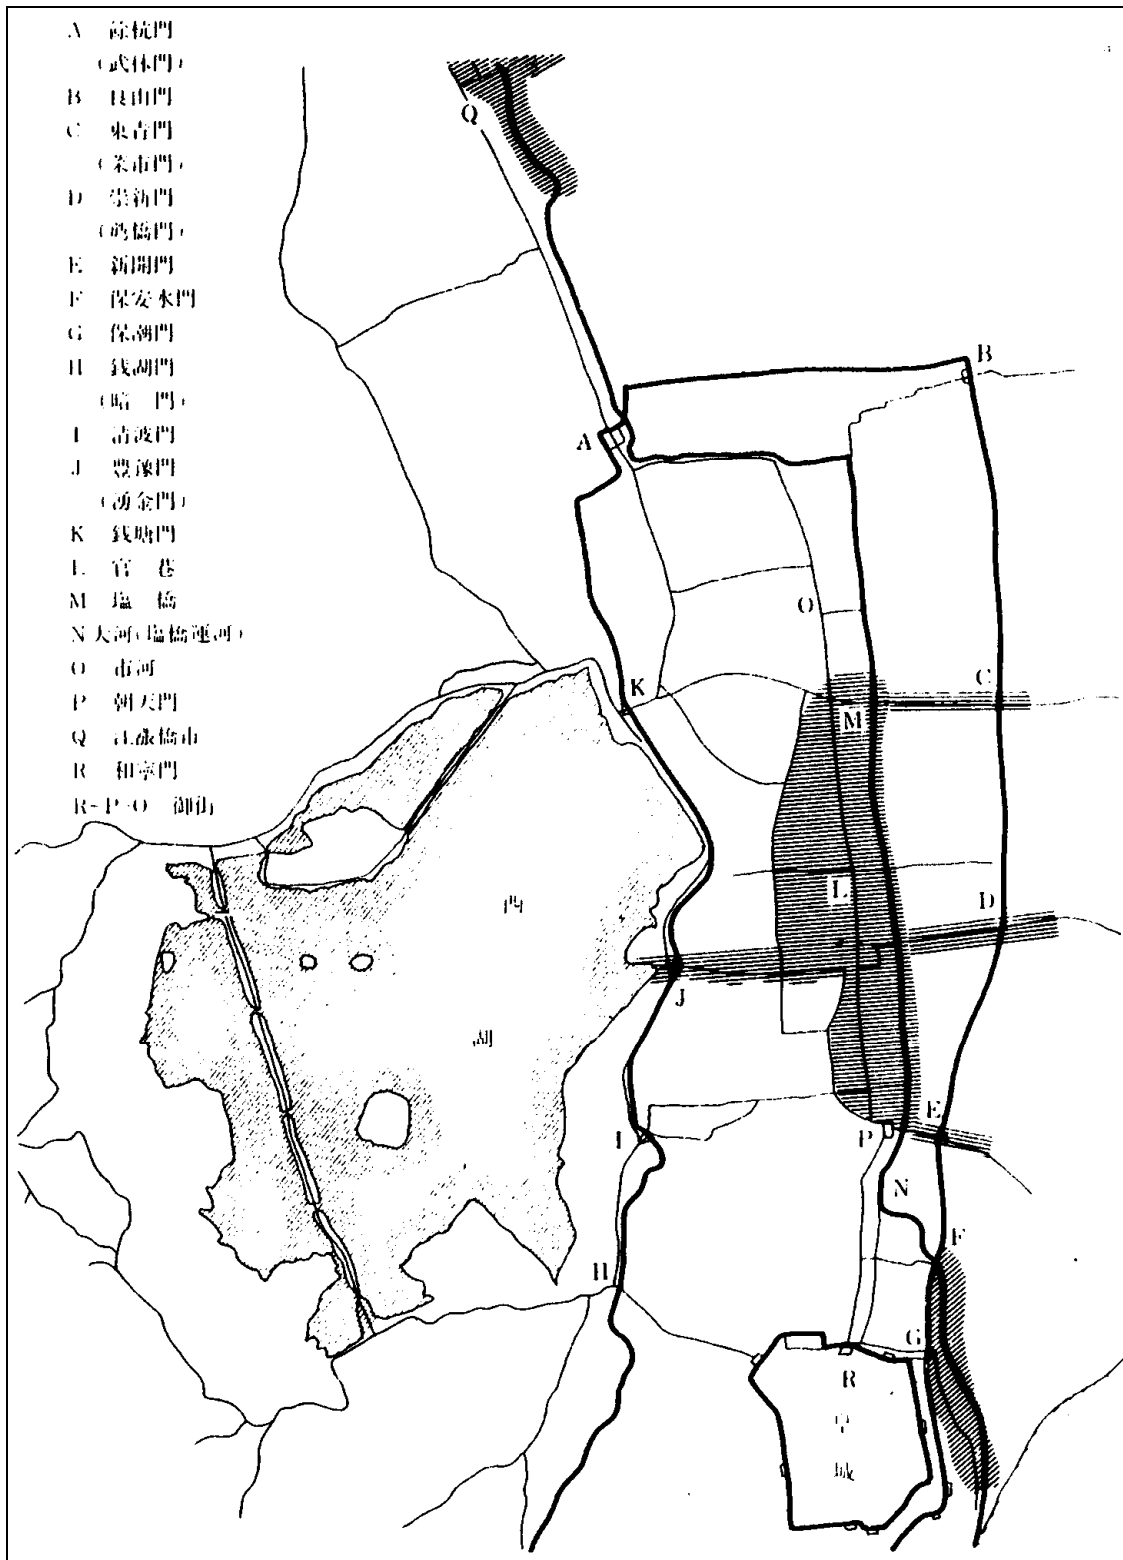 A 餘杭門
(武林門)
B 艮山門
C 東青門
(菜市門)
D 崇新門
(薦橋門)
E 新開門
F 保安水門
G 潮門
H 銭湖門
(暗 門)
I 清波門
J 豊豫門
(湧金門)
K 銭塘門
L 官 巷
M 塩 橋
N 大河(塩橋運河)
O 市河
P 朝天門
Q 江漲橋市
R 和寧門
R-P-O 御街
Q
B
A
O
K
C
M
L
D
西
J
湖
E
I
P
N
F
H
G
R
皇
城